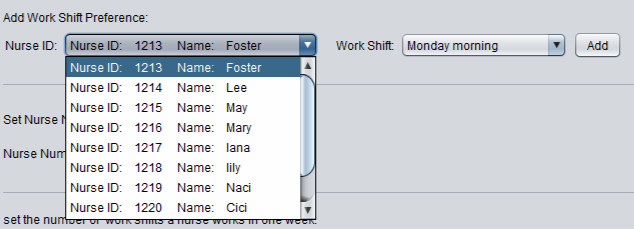 Add Work Shift Preference:
Nurse ID: Nurse ID: 1213 Name: Foster Work Shift: Monday morning Add
Nurse ID: 1213 Name: Foster
Nurse ID: 1214 Name: Lee
Nurse ID: 1215 Name: May
Set Nurse
Nurse ID: 1216 Name: Mary
Nurse ID: 1217 Name: lana
Nurse Num
Nurse ID: 1218 Name: lily
Nurse ID: 1219 Name: Naci
Nurse ID: 1220 Name: Cici
set the number of work shifts a nurse works in one week.